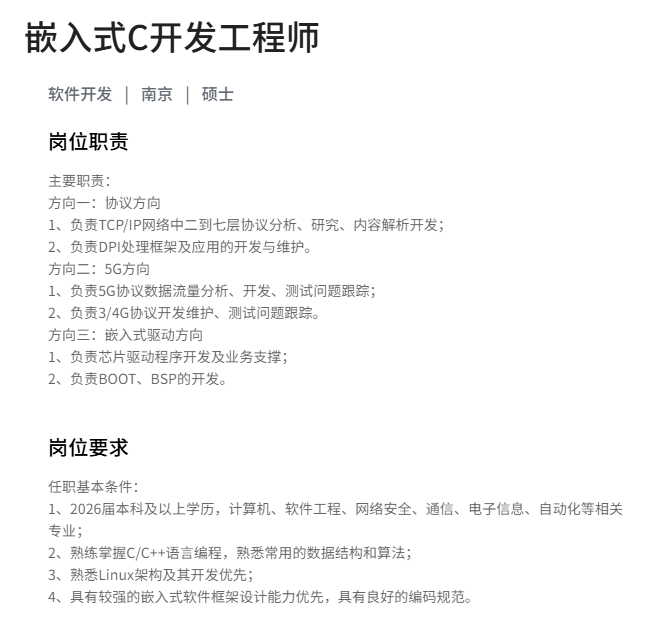 嵌入式C开发工程师
软件开发 | 南京 | 硕士
岗位职责
主要职责：
方向一：协议方向
1、负责TCP/IP网络中二到七层协议分析、研究、内容解析开发；
2、负责DPI处理框架及应用的开发与维护。
方向二：5G方向
1、负责5G协议数据流量分析、开发、测试问题跟踪；
2、负责3/4G协议开发维护、测试问题跟踪。
方向三：嵌入式驱动方向
1、负责芯片驱动程序开发及业务支撑；
2、负责BOOT、BSP的开发。
岗位要求
任职基本条件：
1、2026届本科及以上学历，计算机、软件工程、网络安全、通信、电子信息、自动化等相关
专业；
2、熟练掌握C/C++语言编程，熟悉常用的数据结构和算法；
3、熟悉Linux架构及其开发优先；
4、具有较强的嵌入式软件框架设计能力优先，具有良好的编码规范。